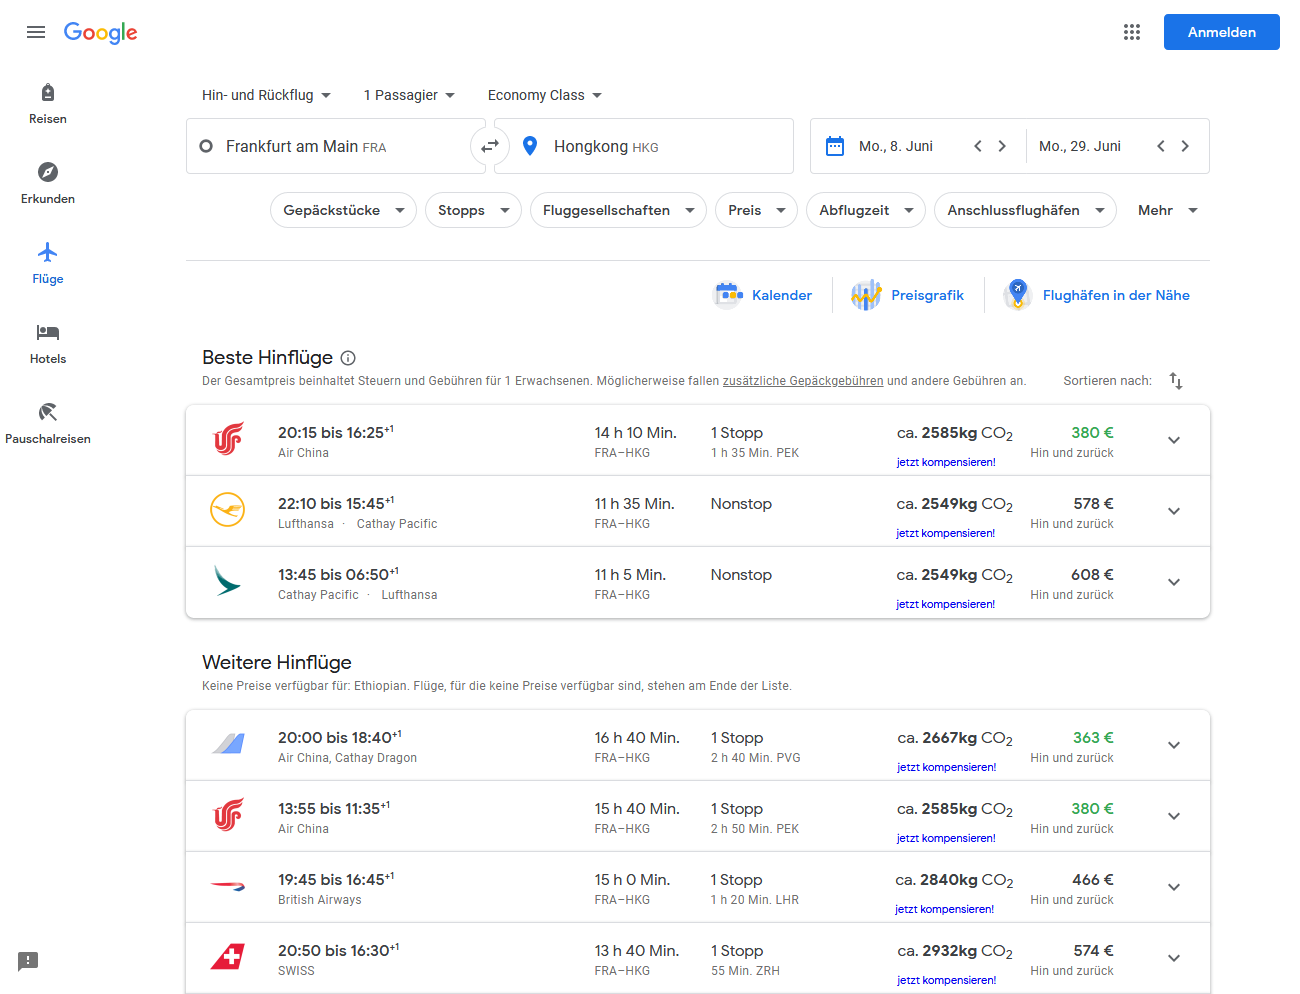 Google
Anmelden
Reisen
Erkunden
Flüge
Hotels
Pauschalreisen
Hin- und Rückflug 1 Passagier Economy Class
Frankfurt am Main FRA Hongkong HKG Mo., 8. Juni Mo., 29. Juni
Gepäckstücke Stopps Fluggesellschaften Preis Abflugzeit Anschlussflughäfen Mehr
Kalender Preisgrafik Flughäfen in der Nähe
Beste Hinflüge
Der Gesamtpreis beinhaltet Steuern und Gebühren für 1 Erwachsenen. Möglicherweise fallen zusätzliche Gepäckgebühren und andere Gebühren an. Sortieren nach:
20:15 bis 16:25+1 14 h 10 Min. 1 Stopp ca. 2585kg CO2 380 €
Air China FRA–HKG 1 h 35 Min. PEK Hin und zurück
jetzt kompensieren!
22:10 bis 15:45+1 11 h 35 Min. Nonstop ca. 2549kg CO2 578 €
Lufthansa · Cathay Pacific FRA–HKG Hin und zurück
jetzt kompensieren!
13:45 bis 06:50+1 11 h 5 Min. Nonstop ca. 2549kg CO2 608 €
Cathay Pacific · Lufthansa FRA–HKG Hin und zurück
jetzt kompensieren!
Weitere Hinflüge
Keine Preise verfügbar für: Ethiopian. Flüge, für die keine Preise verfügbar sind, stehen am Ende der Liste.
20:00 bis 18:40+1 16 h 40 Min. 1 Stopp ca. 2667kg CO2 363 €
Air China, Cathay Dragon FRA–HKG 2 h 40 Min. PVG Hin und zurück
jetzt kompensieren!
13:55 bis 11:35+1 15 h 40 Min. 1 Stopp ca. 2585kg CO2 380 €
Air China FRA–HKG 2 h 50 Min. PEK Hin und zurück
jetzt kompensieren!
19:45 bis 16:45+1 15 h 0 Min. 1 Stopp ca. 2840kg CO2 466 €
British Airways FRA–HKG 1 h 20 Min. LHR Hin und zurück
jetzt kompensieren!
20:50 bis 16:30+1 13 h 40 Min. 1 Stopp ca. 2932kg CO2 574 €
SWISS FRA–HKG 55 Min. ZRH Hin und zurück
jetzt kompensieren!